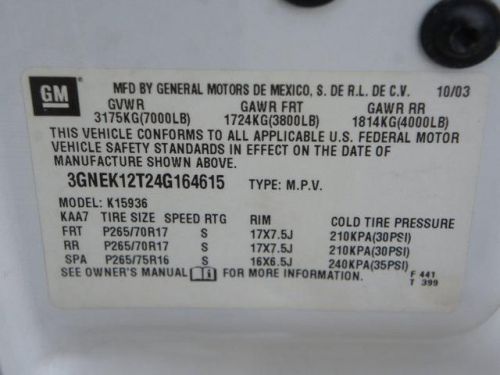 GM
MFD BY GENERAL MOTORS DE MEXICO, S. DE R.L. DE C.V. 10/03
GVWR GAWR FRT GAWR RR
3175KG(7000LB) 1724KG(3800LB) 1814KG(4000LB)
THIS VEHICLE CONFORMS TO ALL APPLICABLE U.S. FEDERAL MOTOR
VEHICLE SAFETY STANDARDS IN EFFECT ON THE DATE OF
MANUFACTURE SHOWN ABOVE.
3GNEK12T24G164615 TYPE: M.P.V.
MODEL: K15936
KAA7 TIRE SIZE SPEED RTG RIM COLD TIRE PRESSURE
FRT P265/70R17 S 17X7.5J 210KPA(30PSI)
RR P265/70R17 S 17X7.5J 210KPA(30PSI)
SPA P265/75R16 S 16X6.5J 240KPA(35PSI)
SEE OWNER'S MANUAL FOR MORE INFORMATION. F 441
T 399